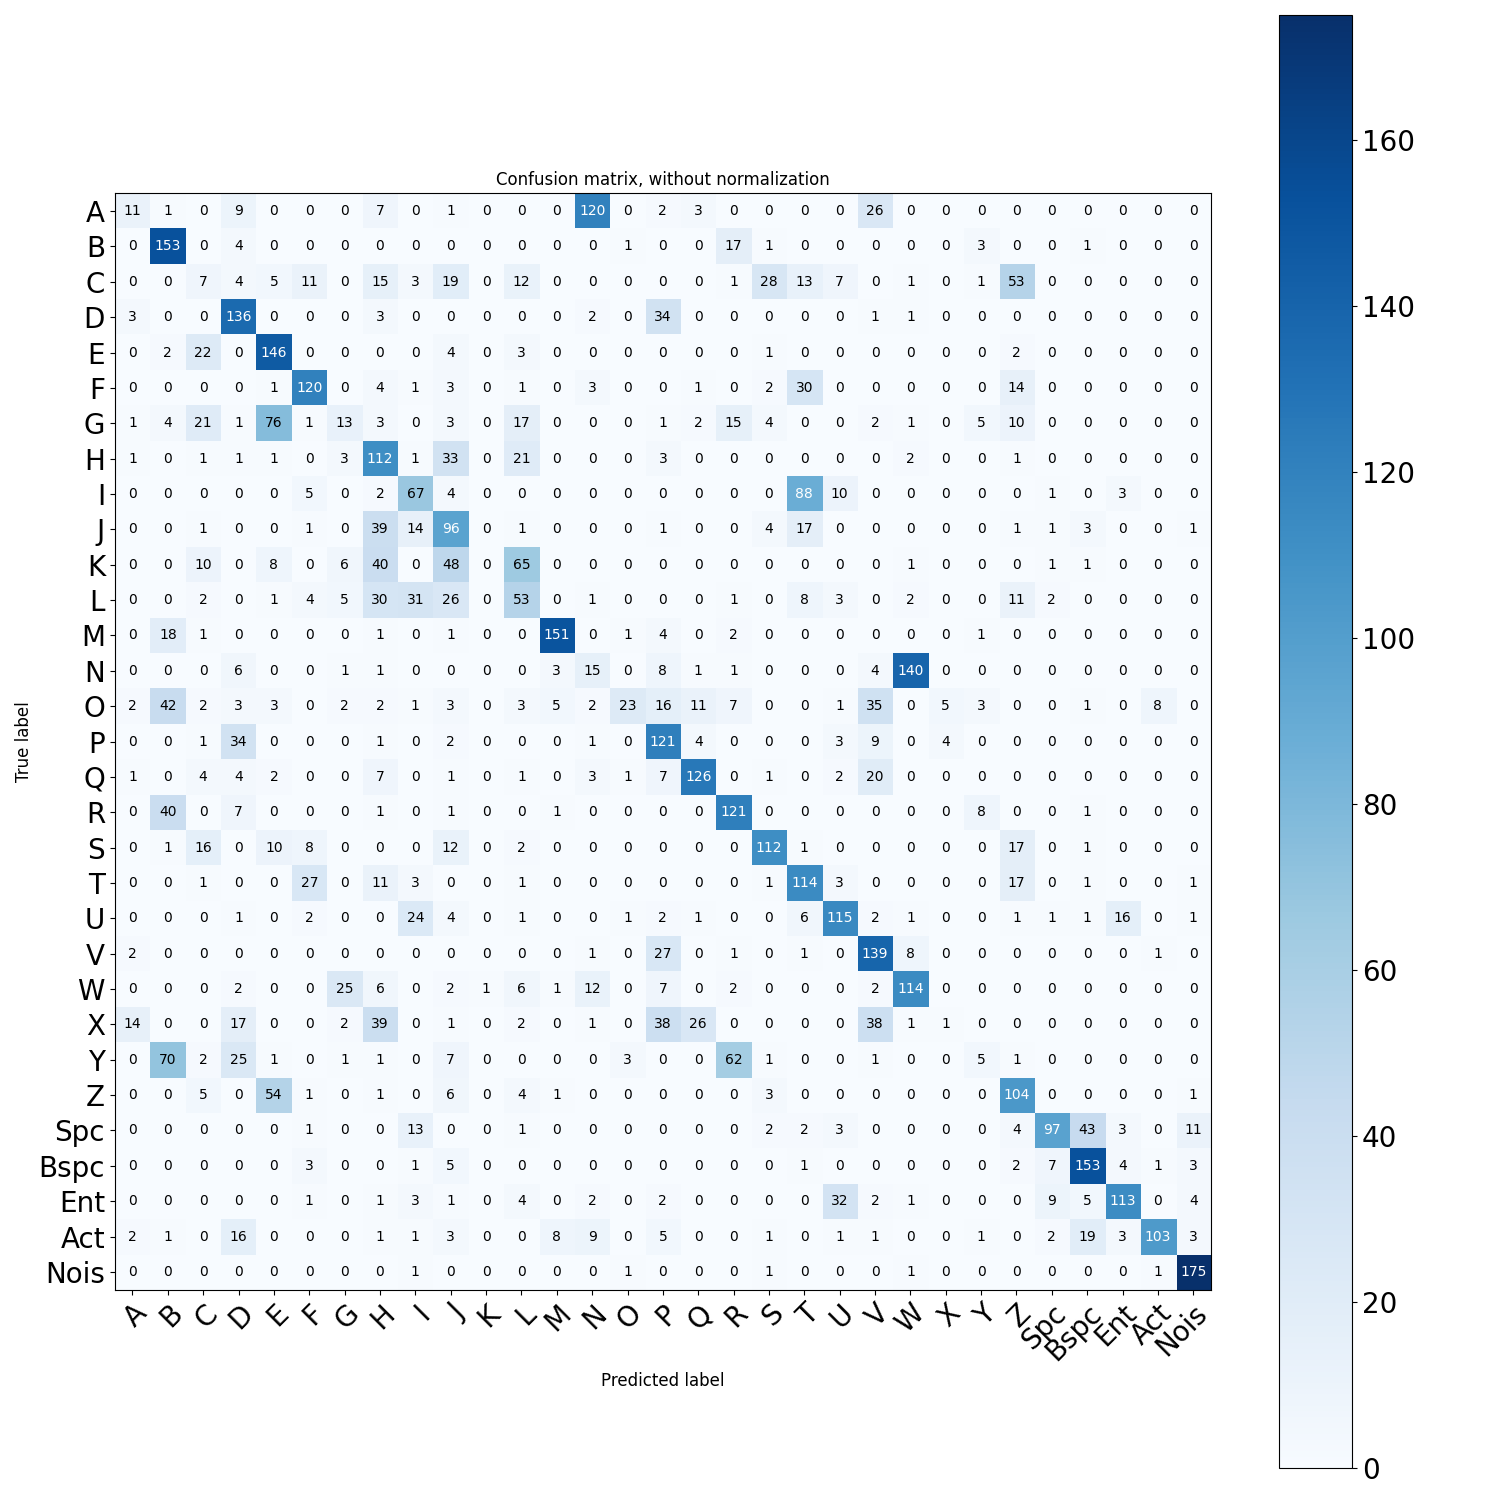 Confusion matrix, without normalization
True label
A 11 1 0 9 0 0 0 7 0 1 0 0 0 120 0 2 3 0 0 0 0 26 0 0 0 0 0 0 0 0 0
B 0 153 0 4 0 0 0 0 0 0 0 0 0 0 1 0 0 17 1 0 0 0 0 0 3 0 0 1 0 0 0
C 0 0 7 4 5 11 0 15 3 19 0 12 0 0 0 0 0 1 28 13 7 0 1 0 1 53 0 0 0 0 0
D 3 0 0 136 0 0 0 3 0 0 0 0 0 2 0 34 0 0 0 0 0 1 1 0 0 0 0 0 0 0 0
E 0 2 22 0 146 0 0 0 0 4 0 3 0 0 0 0 0 0 1 0 0 0 0 0 0 2 0 0 0 0 0
F 0 0 0 0 1 120 0 4 1 3 0 1 0 3 0 0 1 0 2 30 0 0 0 0 0 14 0 0 0 0 0
G 1 4 21 1 76 1 13 3 0 3 0 17 0 0 0 1 2 15 4 0 0 2 1 0 5 10 0 0 0 0 0
H 1 0 1 1 1 0 3 112 1 33 0 21 0 0 0 3 0 0 0 0 0 0 2 0 0 1 0 0 0 0 0
I 0 0 0 0 0 5 0 2 67 4 0 0 0 0 0 0 0 0 0 88 10 0 0 0 0 0 1 0 3 0 0
J 0 0 1 0 0 1 0 39 14 96 0 1 0 0 0 1 0 0 4 17 0 0 0 0 0 1 1 3 0 0 1
K 0 0 10 0 8 0 6 40 0 48 0 65 0 0 0 0 0 0 0 0 0 0 1 0 0 0 1 1 0 0 0
L 0 0 2 0 1 4 5 30 31 26 0 53 0 1 0 0 0 1 0 8 3 0 2 0 0 11 2 0 0 0 0
M 0 18 1 0 0 0 0 1 0 1 0 0 151 0 1 4 0 2 0 0 0 0 0 0 1 0 0 0 0 0 0
N 0 0 0 6 0 0 1 1 0 0 0 0 3 15 0 8 1 1 0 0 0 4 140 0 0 0 0 0 0 0 0
O 2 42 2 3 3 0 2 2 1 3 0 3 5 2 23 16 11 7 0 0 1 35 0 5 3 0 0 1 0 8 0
P 0 0 1 34 0 0 0 1 0 2 0 0 0 1 0 121 4 0 0 0 3 9 0 4 0 0 0 0 0 0 0
Q 1 0 4 4 2 0 0 7 0 1 0 1 0 3 1 7 126 0 1 0 2 20 0 0 0 0 0 0 0 0 0
R 0 40 0 7 0 0 0 1 0 1 0 0 1 0 0 0 0 121 0 0 0 0 0 0 8 0 0 1 0 0 0
S 0 1 16 0 10 8 0 0 0 12 0 2 0 0 0 0 0 0 112 1 0 0 0 0 0 17 0 1 0 0 0
T 0 0 1 0 0 27 0 11 3 0 0 1 0 0 0 0 0 0 1 114 3 0 0 0 0 17 0 1 0 0 1
U 0 0 0 1 0 2 0 0 24 4 0 1 0 0 1 2 1 0 0 6 115 2 1 0 0 1 1 1 16 0 1
V 2 0 0 0 0 0 0 0 0 0 0 0 0 1 0 27 0 1 0 1 0 139 8 0 0 0 0 0 0 1 0
W 0 0 0 2 0 0 25 6 0 2 1 6 1 12 0 7 0 2 0 0 0 2 114 0 0 0 0 0 0 0 0
X 14 0 0 17 0 0 2 39 0 1 0 2 0 1 0 38 26 0 0 0 0 38 1 1 0 0 0 0 0 0 0
Y 0 70 2 25 1 0 1 1 0 7 0 0 0 0 3 0 0 62 1 0 0 1 0 0 5 1 0 0 0 0 0
Z 0 0 5 0 54 1 0 1 0 6 0 4 1 0 0 0 0 0 3 0 0 0 0 0 0 104 0 0 0 0 1
Spc 0 0 0 0 0 1 0 0 13 0 0 1 0 0 0 0 0 0 2 2 3 0 0 0 0 4 97 43 3 0 11
Bspc 0 0 0 0 0 3 0 0 1 5 0 0 0 0 0 0 0 0 0 1 0 0 0 0 0 2 7 153 4 1 3
Ent 0 0 0 0 0 1 0 1 3 1 0 4 0 2 0 2 0 0 0 0 32 2 1 0 0 0 9 5 113 0 4
Act 2 1 0 16 0 0 0 1 1 3 0 0 8 9 0 5 0 0 1 0 1 1 0 0 1 0 2 19 3 103 3
Nois 0 0 0 0 0 0 0 0 1 0 0 0 0 0 1 0 0 0 1 0 0 0 1 0 0 0 0 0 0 1 175
A B C D E F G H I J K L M N O P Q R S T U V W X Y Z Spc Bspc Ent Act Nois
Predicted label
160
140
120
100
80
60
40
20
0